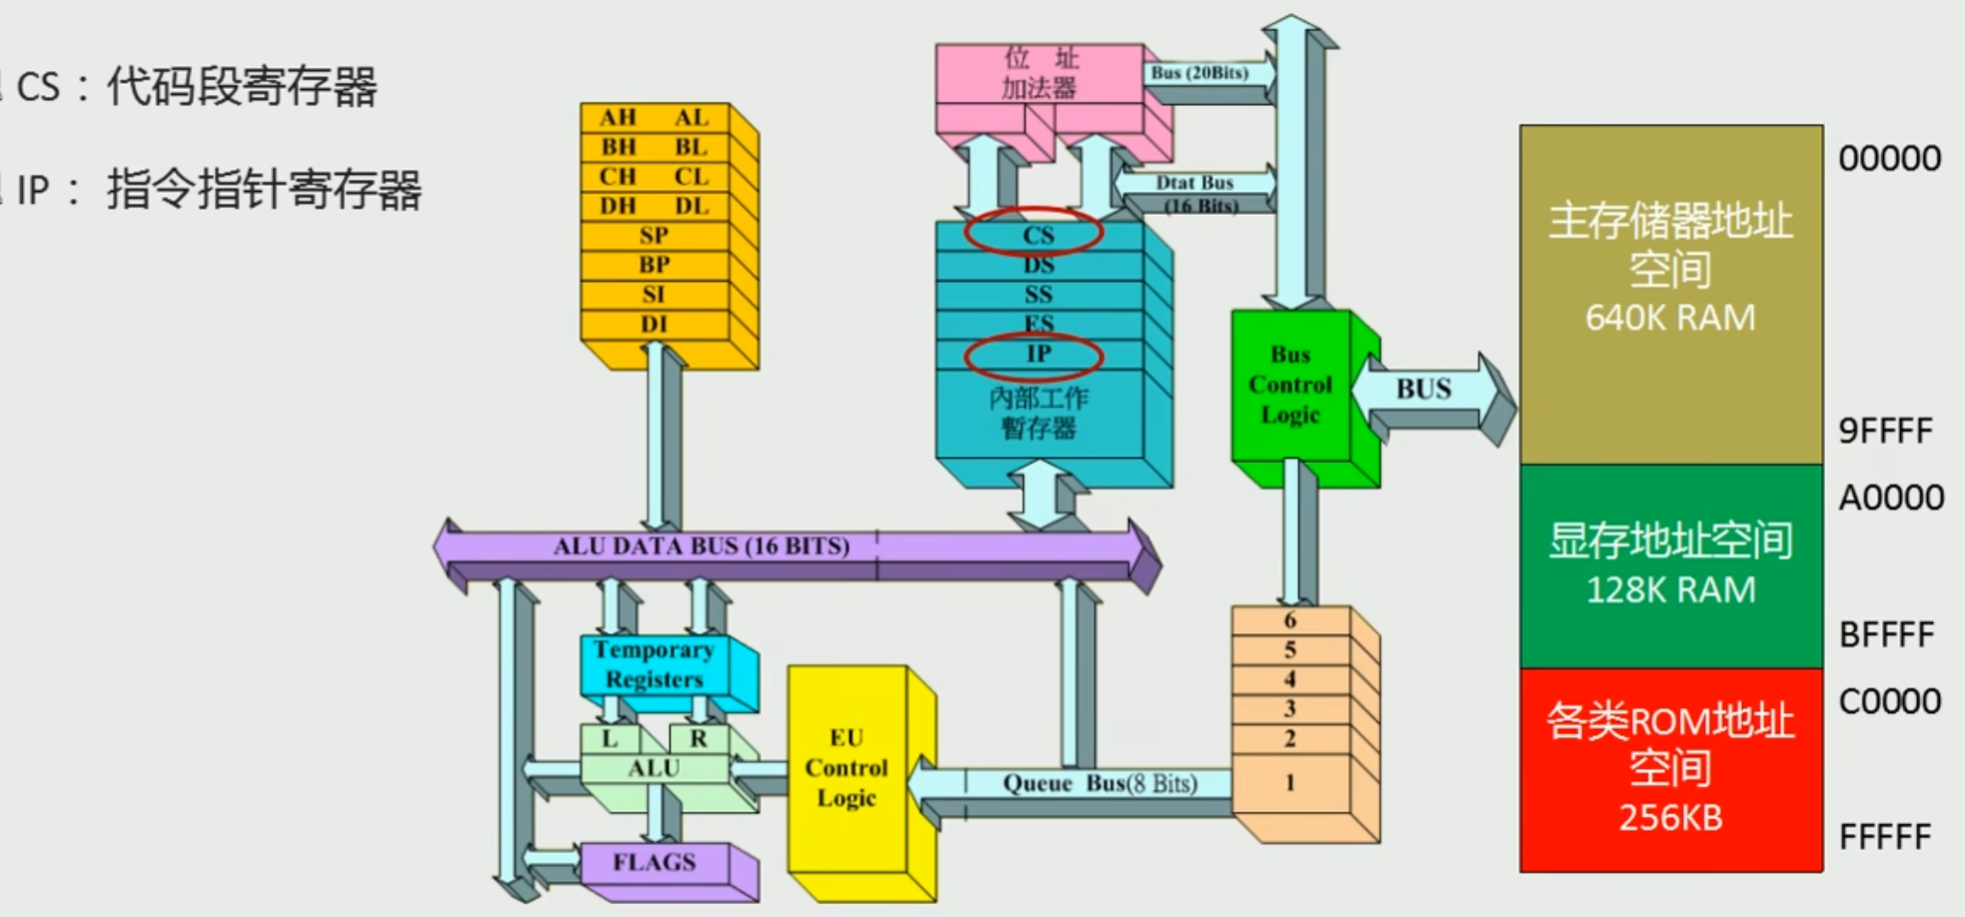 CS：代码段寄存器
IP：指令指针寄存器
AH AL
BH BL
CH CL
DH DL
SP
BP
SI
DI
位 址
加法器
Bus (20Bits)
Dtat Bus
(16 Bits)
CS
DS
SS
ES
IP
內部工作
暫存器
Bus
Control
Logic
BUS
ALU DATA BUS (16 BITS)
Temporary
Registers
L R
ALU
FLAGS
EU
Control
Logic
Queue Bus(8 Bits)
6
5
4
3
2
1
主存储器地址
空间
640K RAM
显存地址空间
128K RAM
各类ROM地址
空间
256KB
00000
9FFFF
A0000
BFFFF
C0000
FFFFF